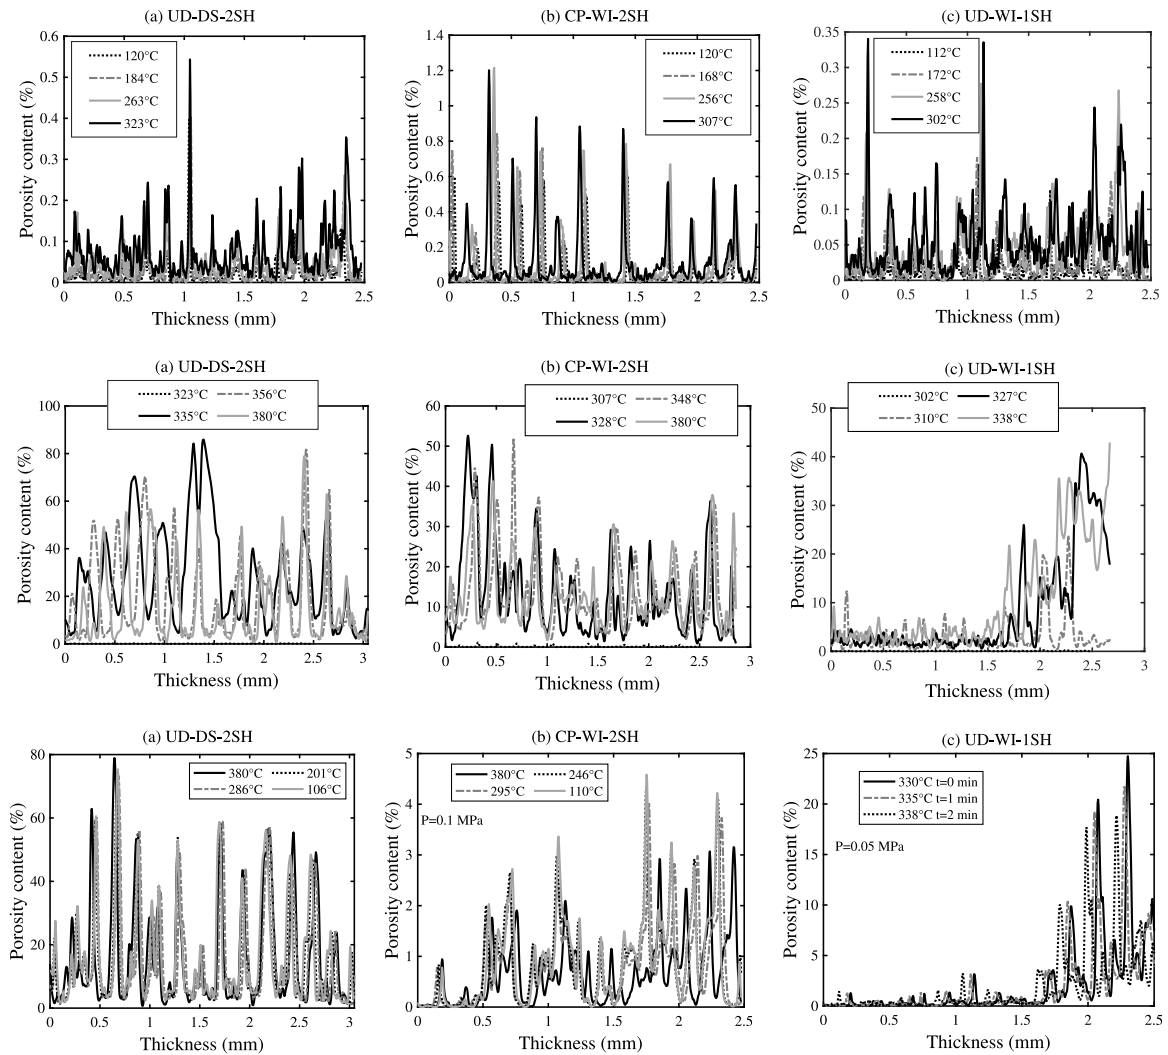 (a) UD-DS-2SH
Porosity content (%)
0.6
0.5
0.4
0.3
0.2
0.1
0
120°C
184°C
263°C
323°C
0 0.5 1 1.5 2 2.5
Thickness (mm)
(b) CP-WI-2SH
Porosity content (%)
1.4
1.2
1
0.8
0.6
0.4
0.2
0
120°C
168°C
256°C
307°C
0 0.5 1 1.5 2 2.5
Thickness (mm)
(c) UD-WI-1SH
Porosity content (%)
0.35
0.30
0.25
0.20
0.15
0.10
0.05
0
112°C
172°C
258°C
302°C
0 0.5 1 1.5 2 2.5
Thickness (mm)
(a) UD-DS-2SH
Porosity content (%)
100
80
60
40
20
0
323°C 356°C
335°C 380°C
0 0.5 1 1.5 2 2.5 3
Thickness (mm)
(b) CP-WI-2SH
Porosity content (%)
60
50
40
30
20
10
0
307°C 348°C
328°C 380°C
0 0.5 1 1.5 2 2.5 3
Thickness (mm)
(c) UD-WI-1SH
Porosity content (%)
50
40
30
20
10
0
302°C 327°C
310°C 338°C
0 0.5 1 1.5 2 2.5 3
Thickness (mm)
(a) UD-DS-2SH
Porosity content (%)
80
60
40
20
0
380°C 201°C
286°C 106°C
0 0.5 1 1.5 2 2.5 3
Thickness (mm)
(b) CP-WI-2SH
Porosity content (%)
5
4
3
2
1
0
380°C 246°C
295°C 110°C
P=0.1 MPa
0 0.5 1 1.5 2 2.5
Thickness (mm)
(c) UD-WI-1SH
Porosity content (%)
25
20
15
10
5
0
330°C t=0 min
335°C t=1 min
338°C t=2 min
P=0.05 MPa
0 0.5 1 1.5 2 2.5
Thickness (mm)